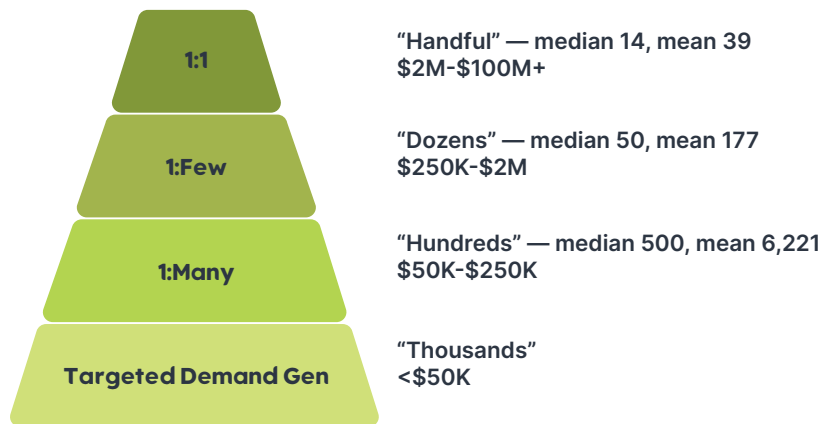 1:1
“Handful” — median 14, mean 39
$2M-$100M+
1:Few
“Dozens” — median 50, mean 177
$250K-$2M
1:Many
“Hundreds” — median 500, mean 6,221
$50K-$250K
Targeted Demand Gen
“Thousands”
<$50K